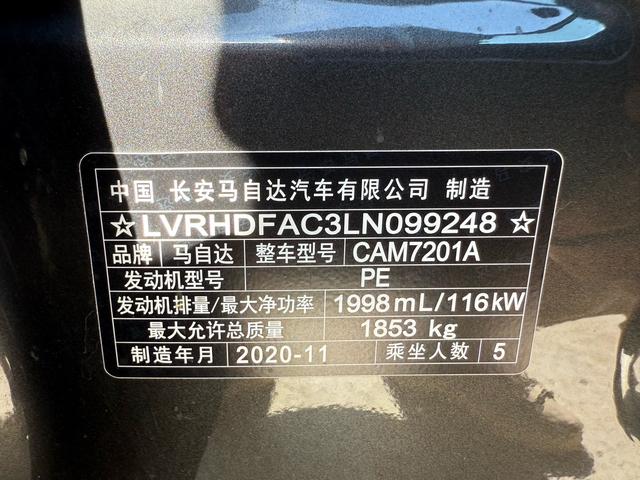 中国 长安马自达汽车有限公司 制造
☆LVRHDFAC3LN099248☆
品牌 马自达 整车型号 CAM7201A
发动机型号 PE
发动机排量/最大净功率 1998mL/116kW
最大允许总质量 1853 kg
制造年月 2020-11 乘坐人数 5